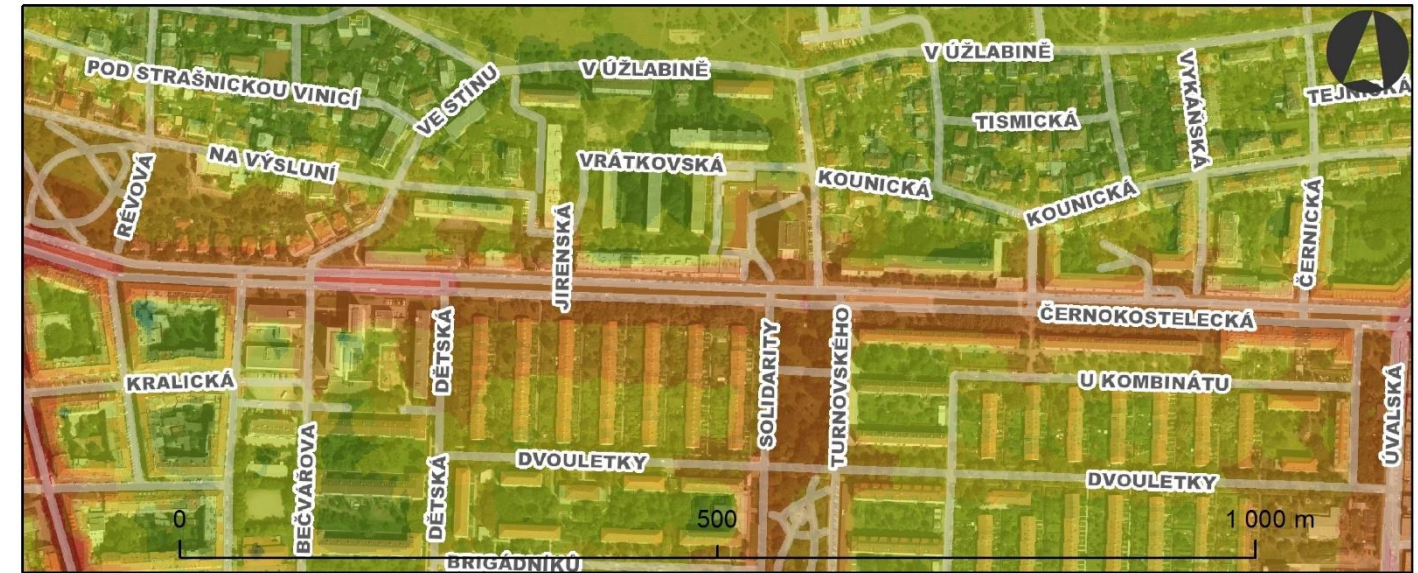 V ÚŽLABINĚ
V ÚŽLABINĚ
POD STRAŠNICKOU VINICÍ
VE STÍNU
VYKÁŇSKÁ
TEJNICKÁ
TISMICKÁ
NA VÝSLUNÍ
VRÁTKOVSKÁ
KOUNICKÁ
KOUNICKÁ
RÉVOVÁ
JIRENSKÁ
ČERNICKÁ
ČERNOKOSTELECKÁ
DĚTSKÁ
SOLIDARITY
TURNOVSKÉHO
KRALICKÁ
U KOMBINÁTU
ÚVALSKÁ
BEČVÁŘOVA
DĚTSKÁ
DVOULETKY
DVOULETKY
0 500 1 000 m
BRIGÁDNÍKŮ